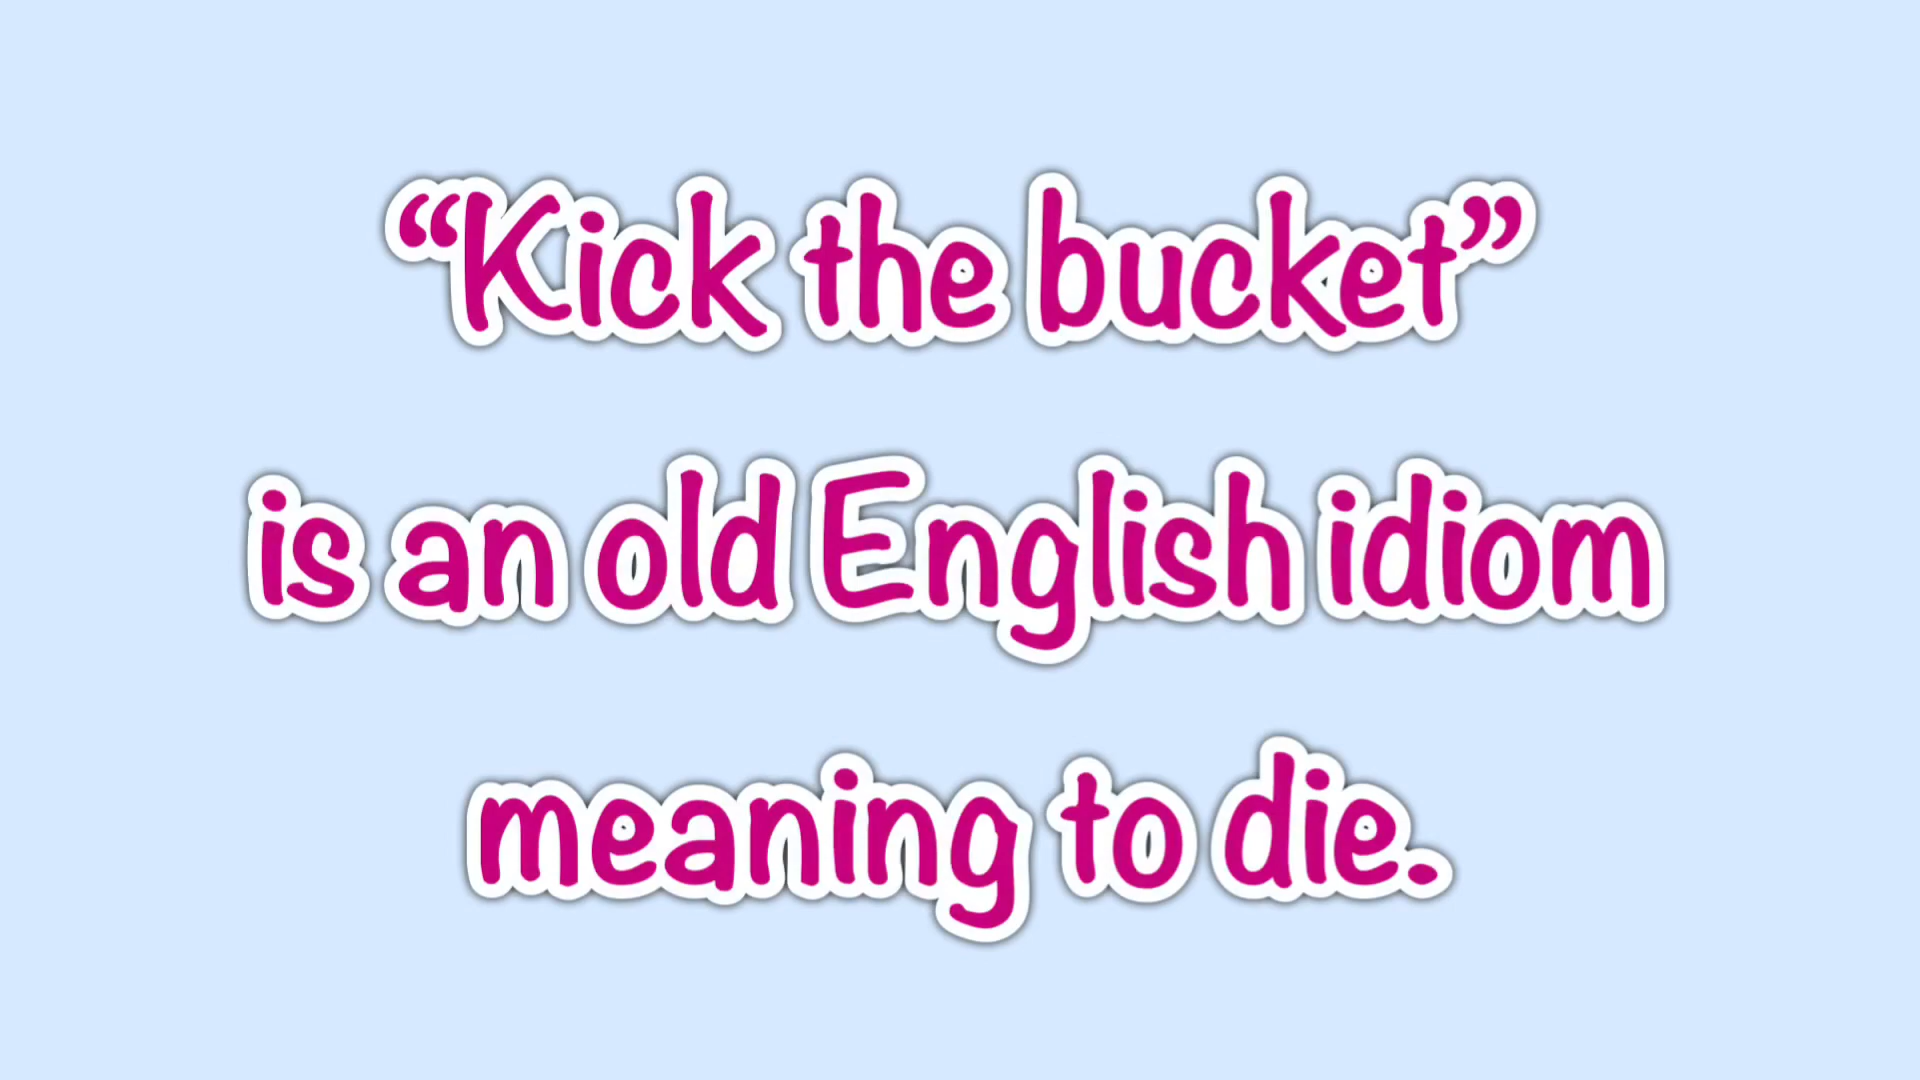 “Kick the bucket”
is an old English idiom
meaning to die.